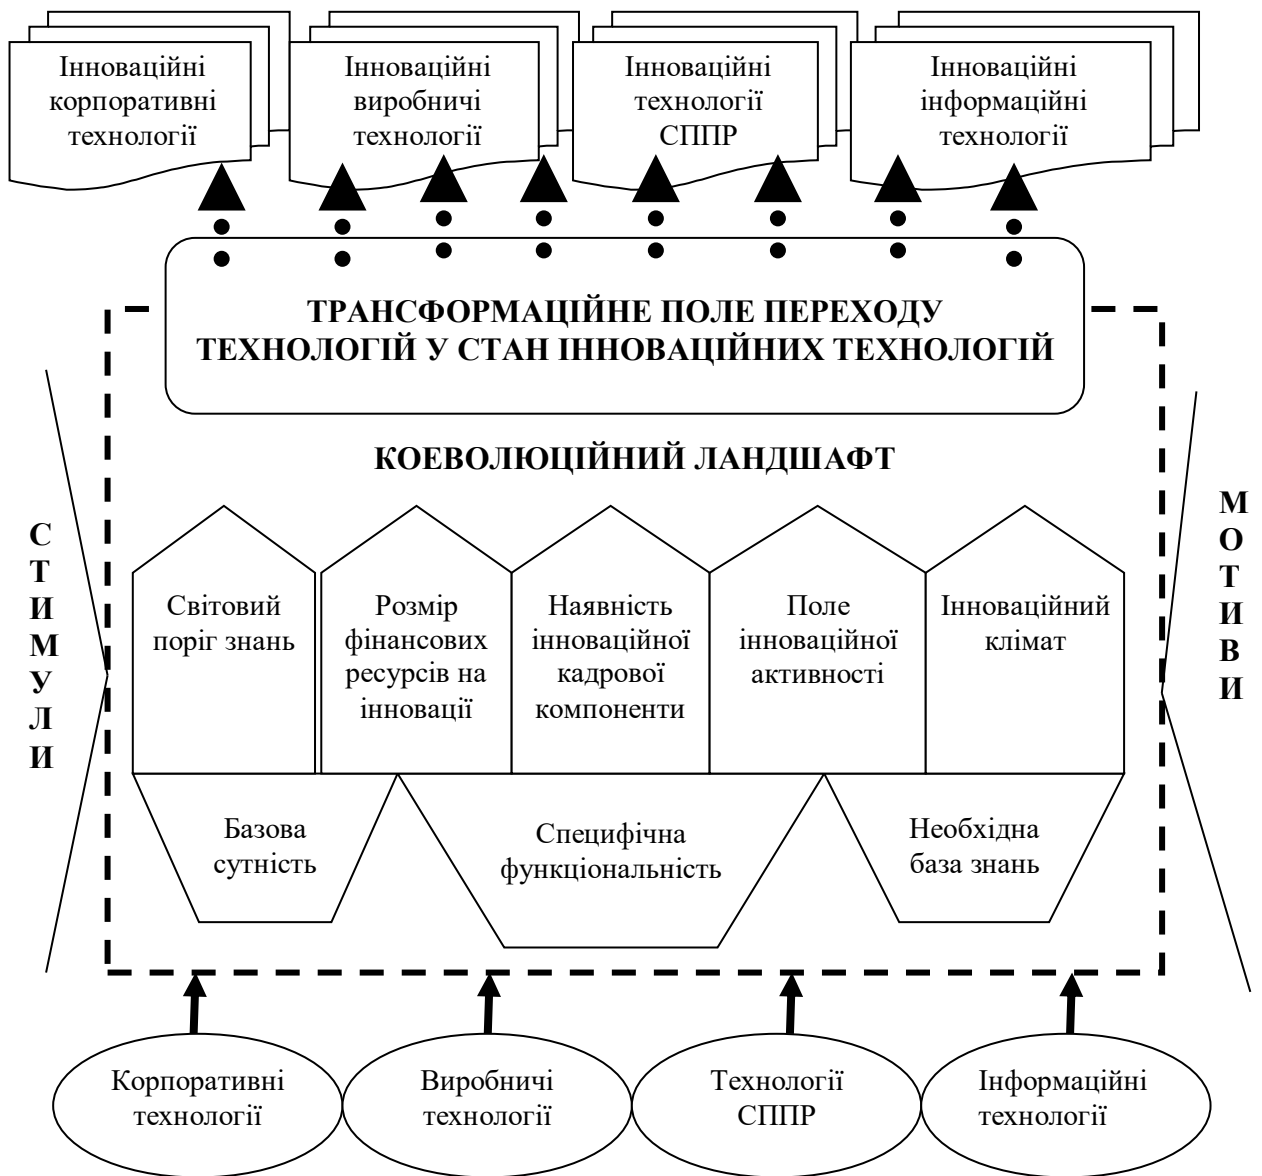 Інноваційні
корпоративні
технології
Інноваційні
виробничі
технології
Інноваційні
технології
СППР
Інноваційні
інформаційні
технології
ТРАНСФОРМАЦІЙНЕ ПОЛЕ ПЕРЕХОДУ
ТЕХНОЛОГІЙ У СТАН ІННОВАЦІЙНИХ ТЕХНОЛОГІЙ
КОЕВОЛЮЦІЙНИЙ ЛАНДШАФТ
С
Т
И
М
У
Л
И
Світовий
поріг знань
Розмір
фінансових
ресурсів на
інновації
Наявність
інноваційної
кадрової
компоненти
Поле
інноваційної
активності
Інноваційний
клімат
М
О
Т
И
В
И
Базова
сутність
Специфічна
функціональність
Необхідна
база знань
Корпоративні
технології
Виробничі
технології
Технології
СППР
Інформаційні
технології